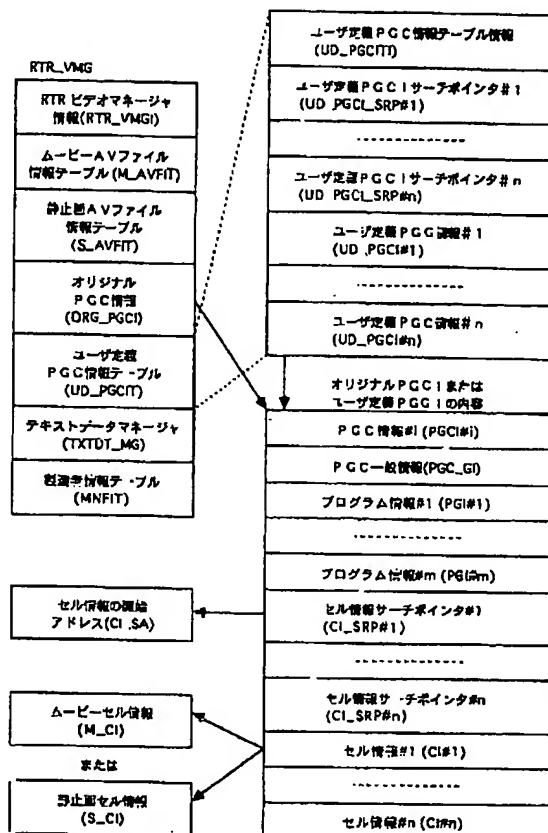 RTR_VMG
RTR ビデオマネージャ
情報(RTR_VMGI)
ムービーAVファイル
情報テーブル (M_AVFIT)
静止画AVファイル
情報テーブル
(S_AVFIT)
オリジナル
PGC情報
(ORG_PGCI)
ユーザ定義
PGC情報テーブル
(UD_PGCIT)
テキストデータマネージャ
(TXTDT_MG)
製造者情報テーブル
(MNFIT)
セル情報の開始
アドレス(CI_SA)
ムービーセル情報
(M_CI)
または
静止画セル情報
(S_CI)
ユーザ定義PGC情報テーブル情報
(UD_PGCITI)
ユーザ定義PGCIサーチポインタ#1
(UD_PGCI_SRP#1)
ユーザ定義PGCIサーチポインタ#n
(UD_PGCI_SRP#n)
ユーザ定義PGC情報#1
(UD_PGCI#1)
ユーザ定義PGC情報#n
(UD_PGCI#n)
オリジナルPGCIまたは
ユーザ定義PGCIの内容
PGC情報#i (PGCI#i)
PGC一般情報(PGC_GI)
プログラム情報#1 (PGI#1)
プログラム情報#m (PGI#m)
セル情報サーチポインタ#1
(CI_SRP#1)
セル情報サーチポインタ#n
(CI_SRP#n)
セル情報#1 (CI#1)
セル情報#n (CI#n)